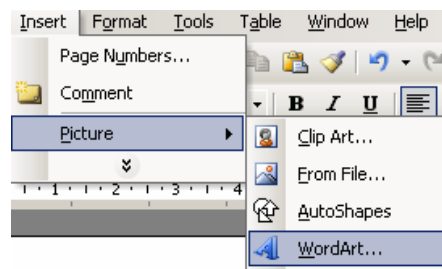 Insert Format Tools Table Window Help
Page Numbers...
Comment
B I U
Picture
Clip Art...
From File...
1 2 3 4
AutoShapes
WordArt...